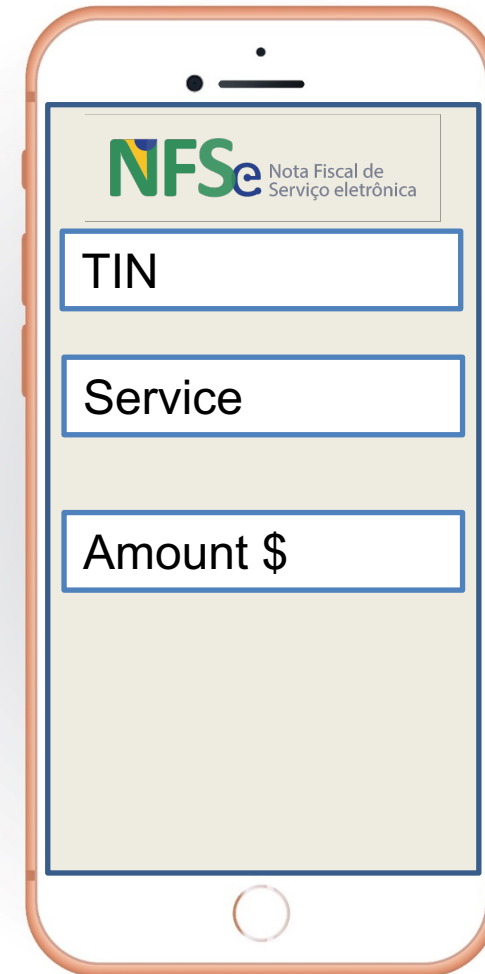 NFSe Nota Fiscal de
Serviço eletrônica
TIN
Service
Amount $